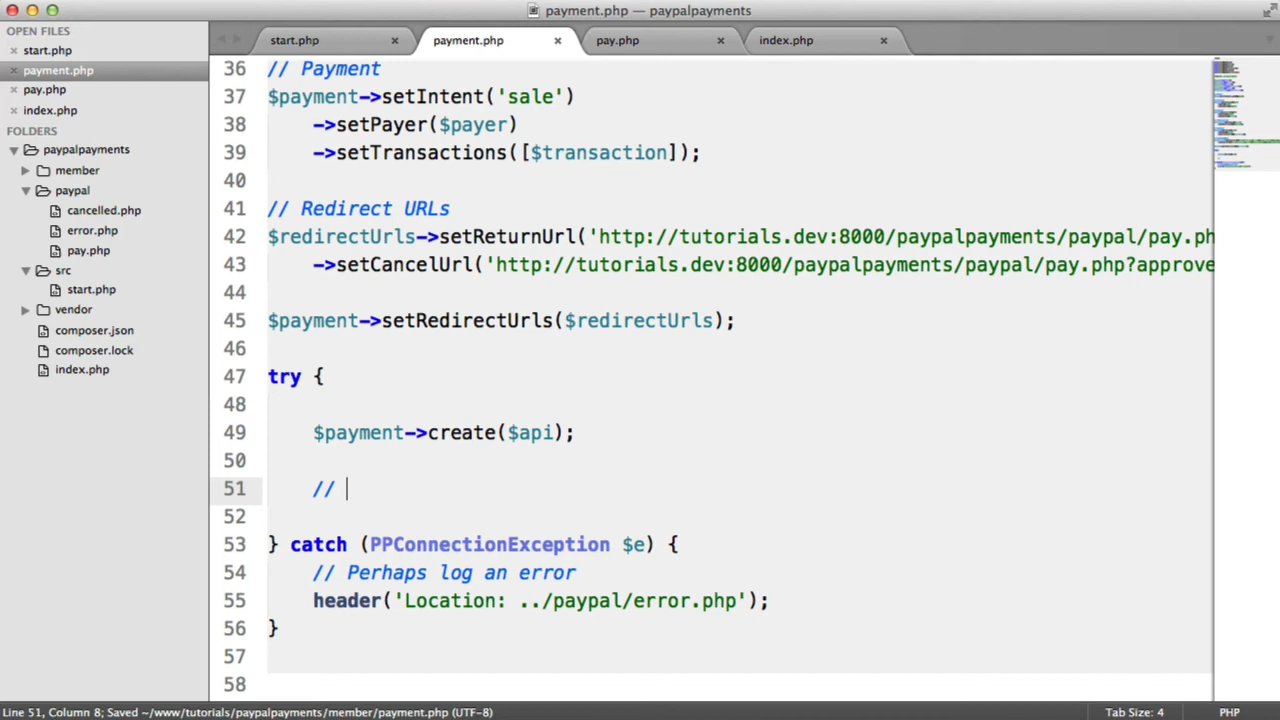 payment.php — paypalpayments
OPEN FILES
start.php
payment.php
pay.php
index.php
FOLDERS
paypalpayments
member
paypal
cancelled.php
error.php
pay.php
src
start.php
vendor
composer.json
composer.lock
index.php
start.php payment.php pay.php index.php
36 // Payment
37 $payment->setIntent('sale')
38 ->setPayer($payer)
39 ->setTransactions([$transaction]);
40
41 // Redirect URLs
42 $redirectUrls->setReturnUrl('http://tutorials.dev:8000/paypalpayments/paypal/pay.ph
43 ->setCancelUrl('http://tutorials.dev:8000/paypalpayments/paypal/pay.php?approve
44
45 $payment->setRedirectUrls($redirectUrls);
46
47 try {
48
49 $payment->create($api);
50
51 //
52
53 } catch (PPConnectionException $e) {
54 // Perhaps log an error
55 header('Location: ../paypal/error.php');
56 }
57
58
Line 51, Column 8; Saved ~/www/tutorials/paypalpayments/member/payment.php (UTF-8) Tab Size: 4 PHP